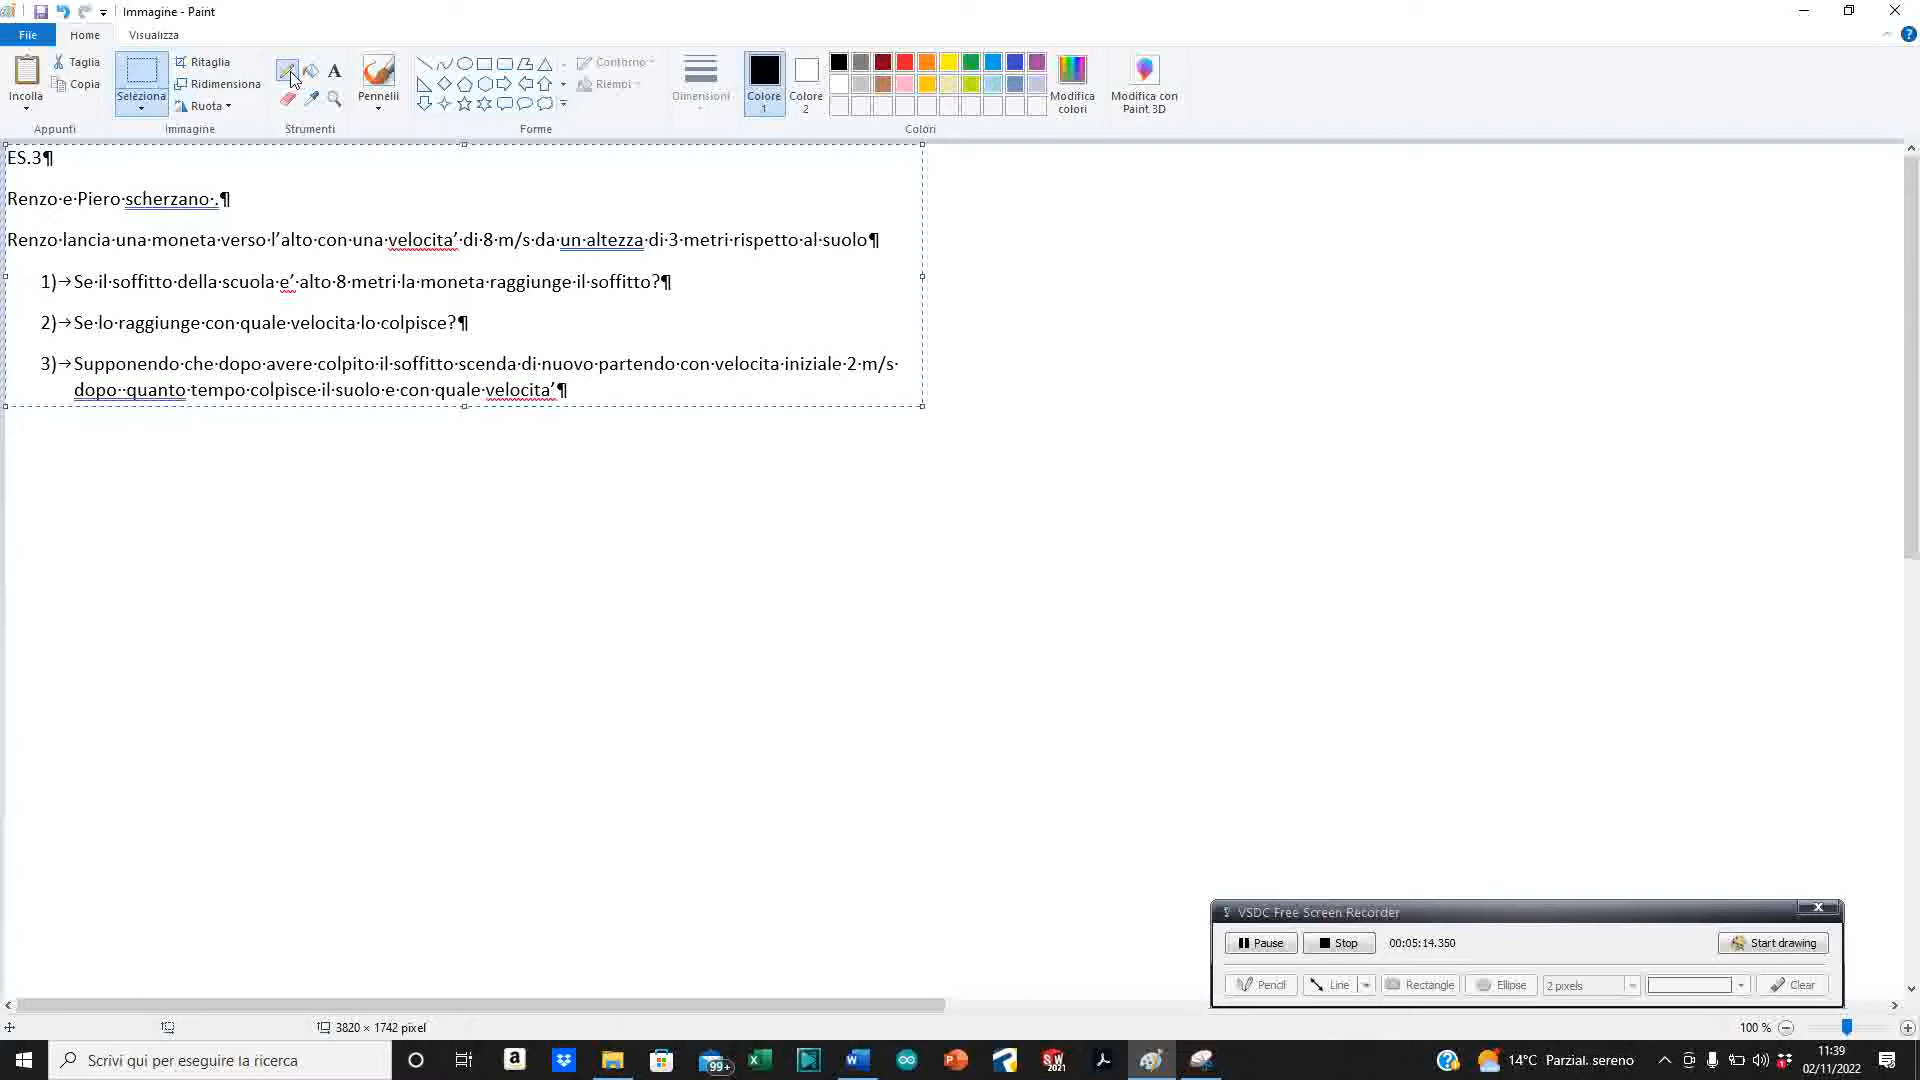 Immagine - Paint
File Home Visualizza
Incolla Taglia Copia Appunti
Seleziona Ritaglia Ridimensiona Ruota Immagine
A Strumenti
Pennelli
Forme Contorno Riempi
Dimensioni
Colore 1 Colore 2 Modifica colori Colori
Modifica con Paint 3D
ES.3¶
Renzo·e·Piero·scherzano·.¶
Renzo·lancia·una·moneta·verso·l’alto·con·una·velocita’·di·8·m/s·da·un·altezza·di·3·metri·rispetto·al·suolo¶
1)→Se·il·soffitto·della·scuola·e’·alto·8·metri·la·moneta·raggiunge·il·soffitto?¶
2)→Se·lo·raggiunge·con·quale·velocita·lo·colpisce?¶
3)→Supponendo·che·dopo·avere·colpito·il·soffitto·scenda·di·nuovo·partendo·con·velocita·iniziale·2·m/s·
dopo··quanto·tempo·colpisce·il·suolo·e·con·quale·velocita’¶
VSDC Free Screen Recorder
Pause Stop 00:05:14.350 Start drawing
Pencil Line Rectangle Ellipse 2 pixels Clear
3820 × 1742 pixel 100 %
Scrivi qui per eseguire la ricerca
99+
SW 2021
14°C Parzial. sereno
11:39
02/11/2022